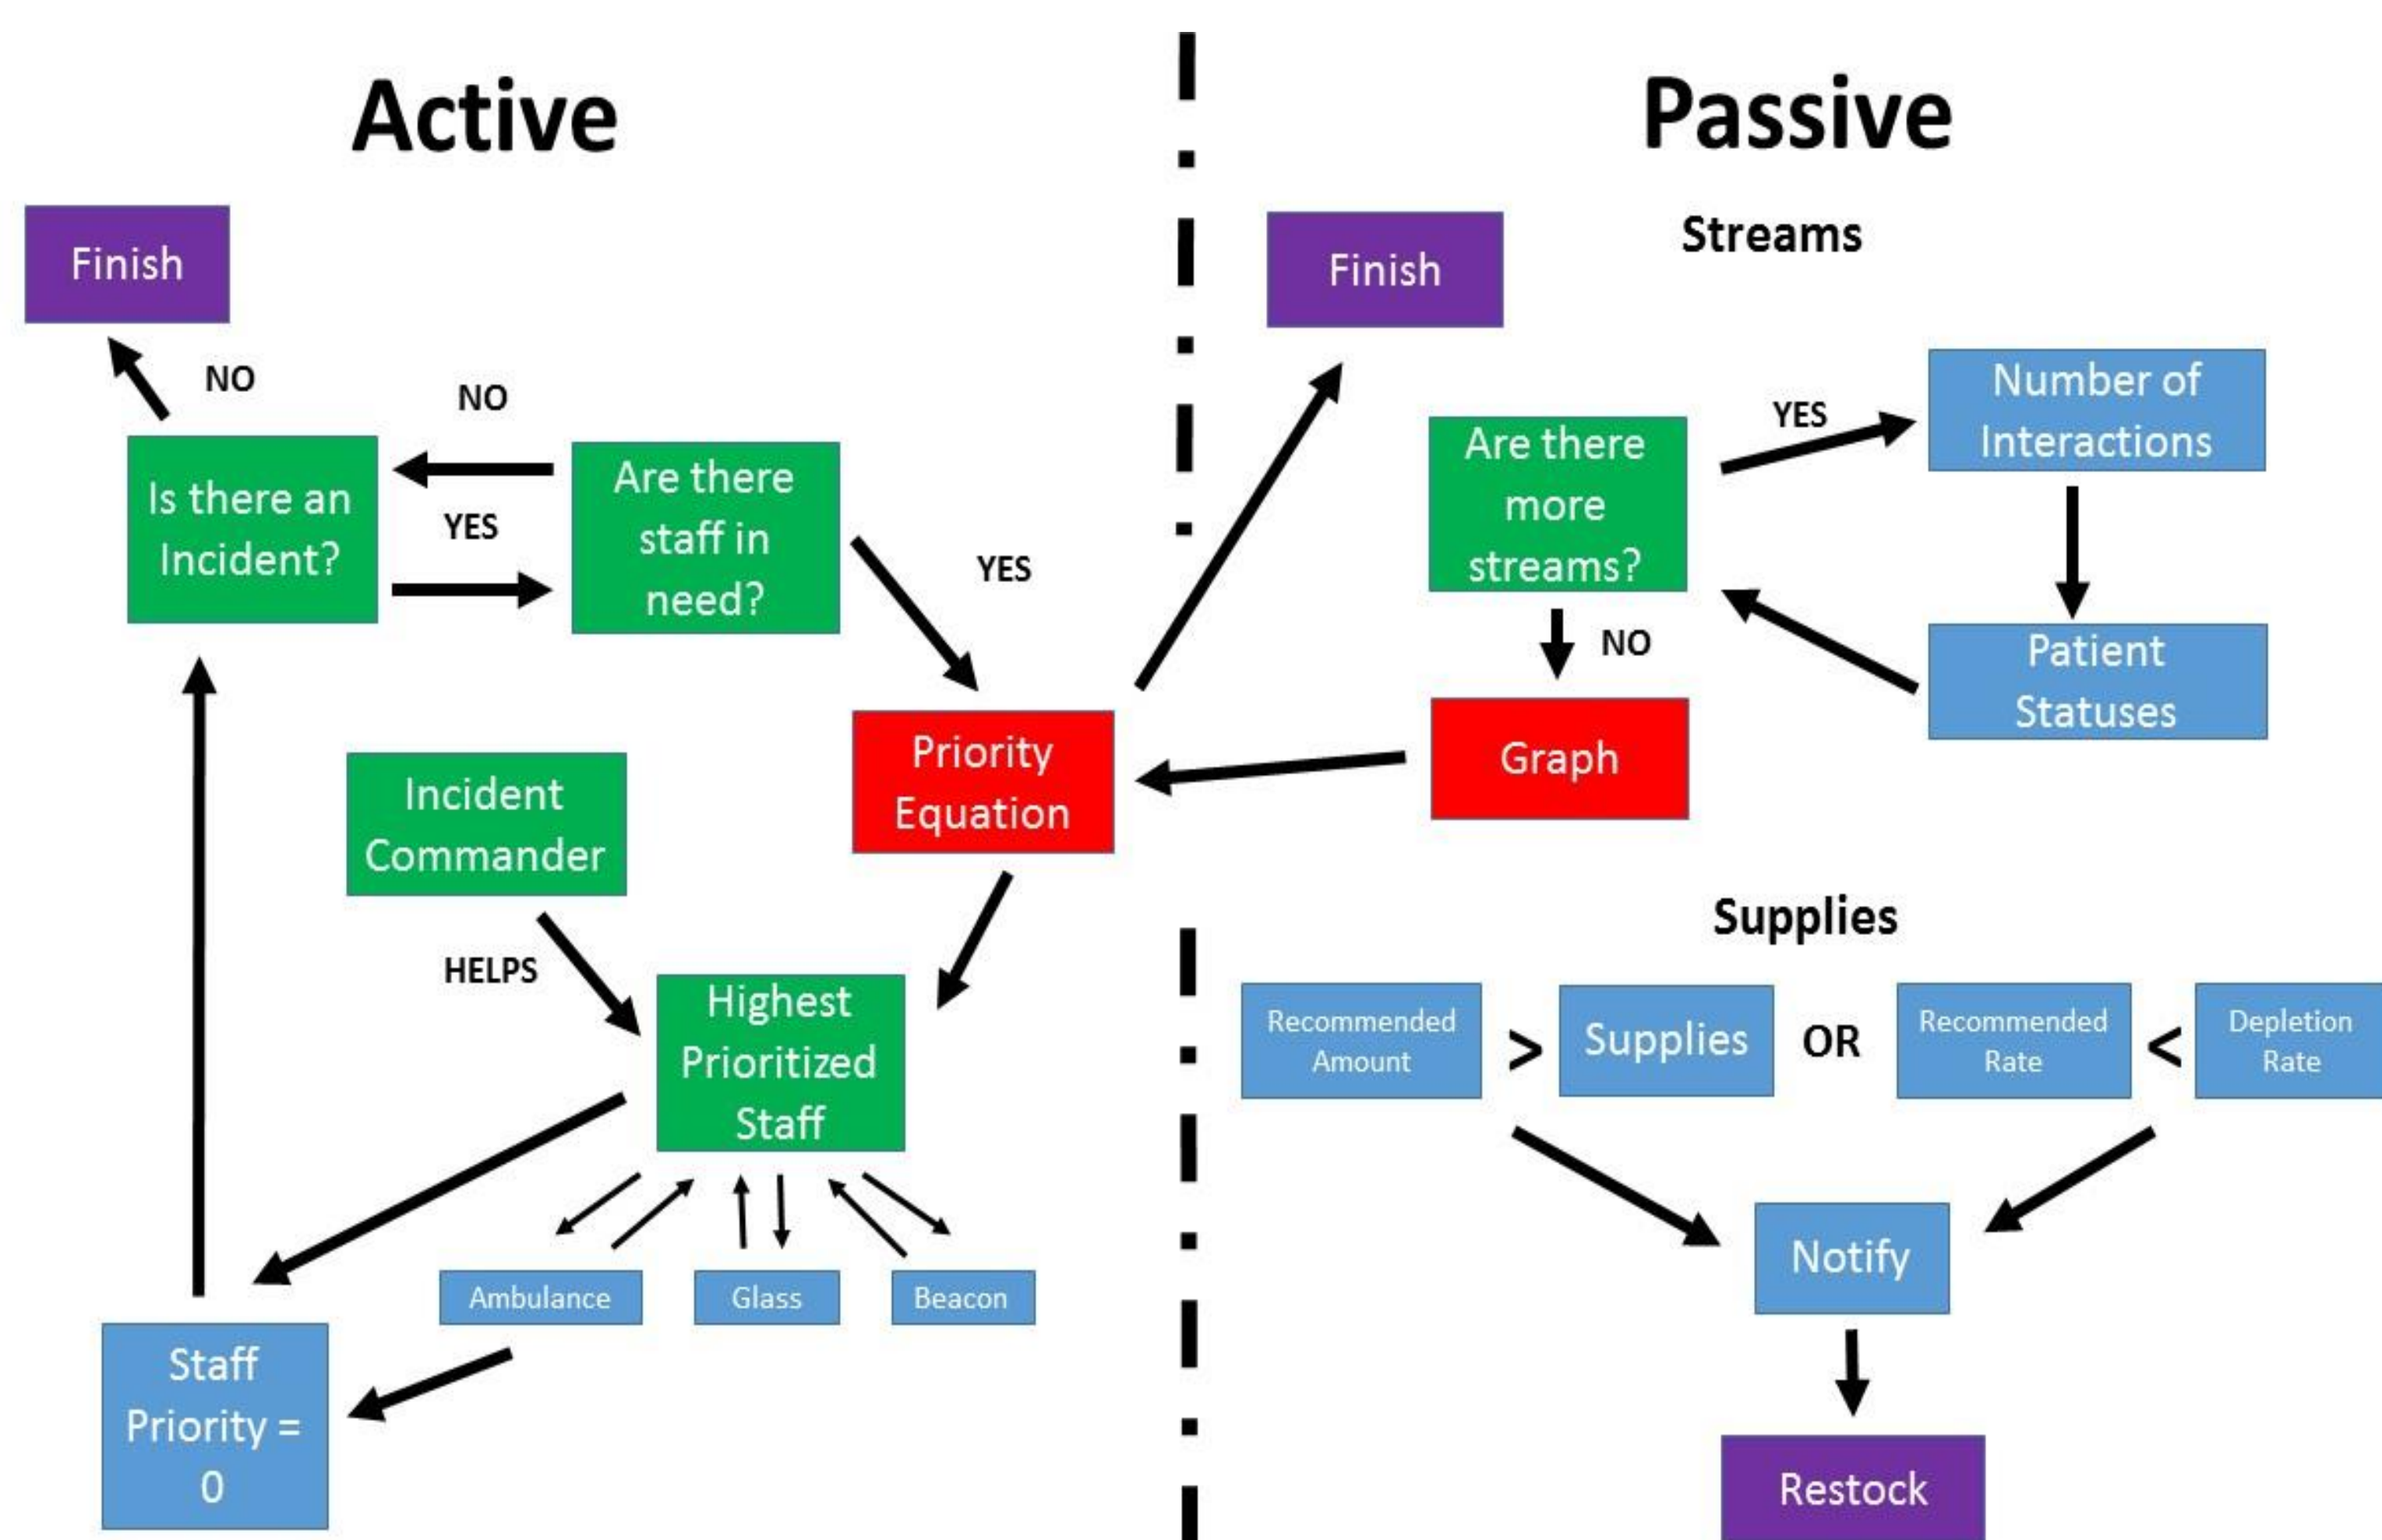 Active
Finish
NO
NO
Is there an
Incident?
YES
Are there
staff in
need?
YES
Incident
Commander
Priority
Equation
HELPS
Highest
Prioritized
Staff
Ambulance
Glass
Beacon
Staff
Priority =
0
Passive
Streams
Finish
Are there
more
streams?
YES
Number of
Interactions
NO
Patient
Statuses
Graph
Supplies
Recommended
Amount
>
Supplies
OR
Recommended
Rate
<
Depletion
Rate
Notify
Restock